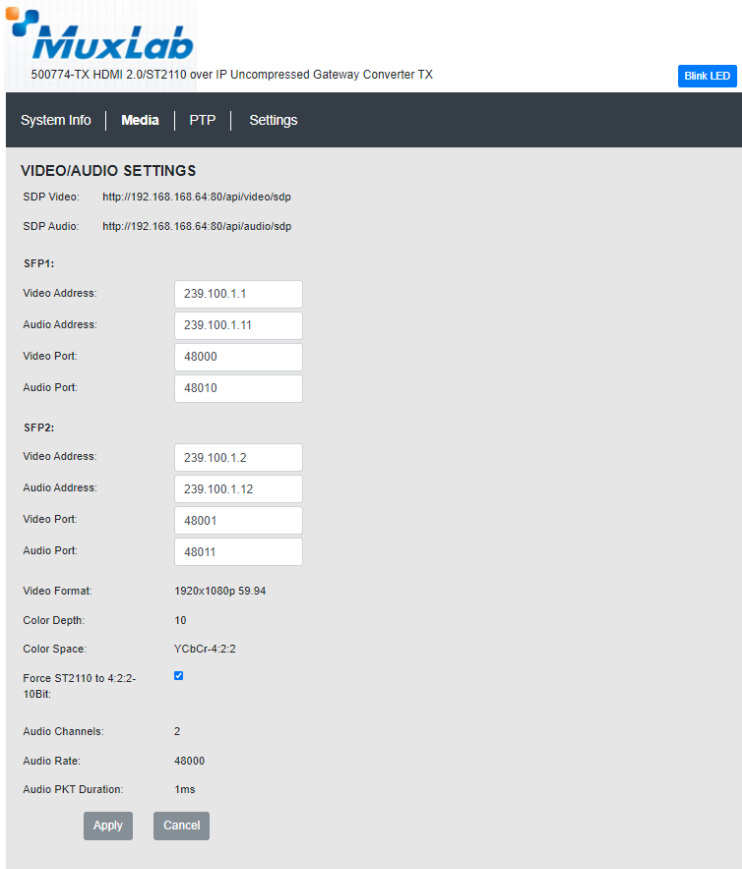 MuxLab
500774-TX HDMI 2.0/ST2110 over IP Uncompressed Gateway Converter TX
Blink LED
System Info | Media | PTP | Settings
VIDEO/AUDIO SETTINGS
SDP Video: http://192.168.168.64:80/api/video/sdp
SDP Audio: http://192.168.168.64:80/api/audio/sdp
SFP1:
Video Address: 239.100.1.1
Audio Address: 239.100.1.11
Video Port: 48000
Audio Port: 48010
SFP2:
Video Address: 239.100.1.2
Audio Address: 239.100.1.12
Video Port: 48001
Audio Port: 48011
Video Format: 1920x1080p 59.94
Color Depth: 10
Color Space: YCbCr-4:2:2
Force ST2110 to 4:2:2-
10Bit:
Audio Channels: 2
Audio Rate: 48000
Audio PKT Duration: 1ms
Apply Cancel